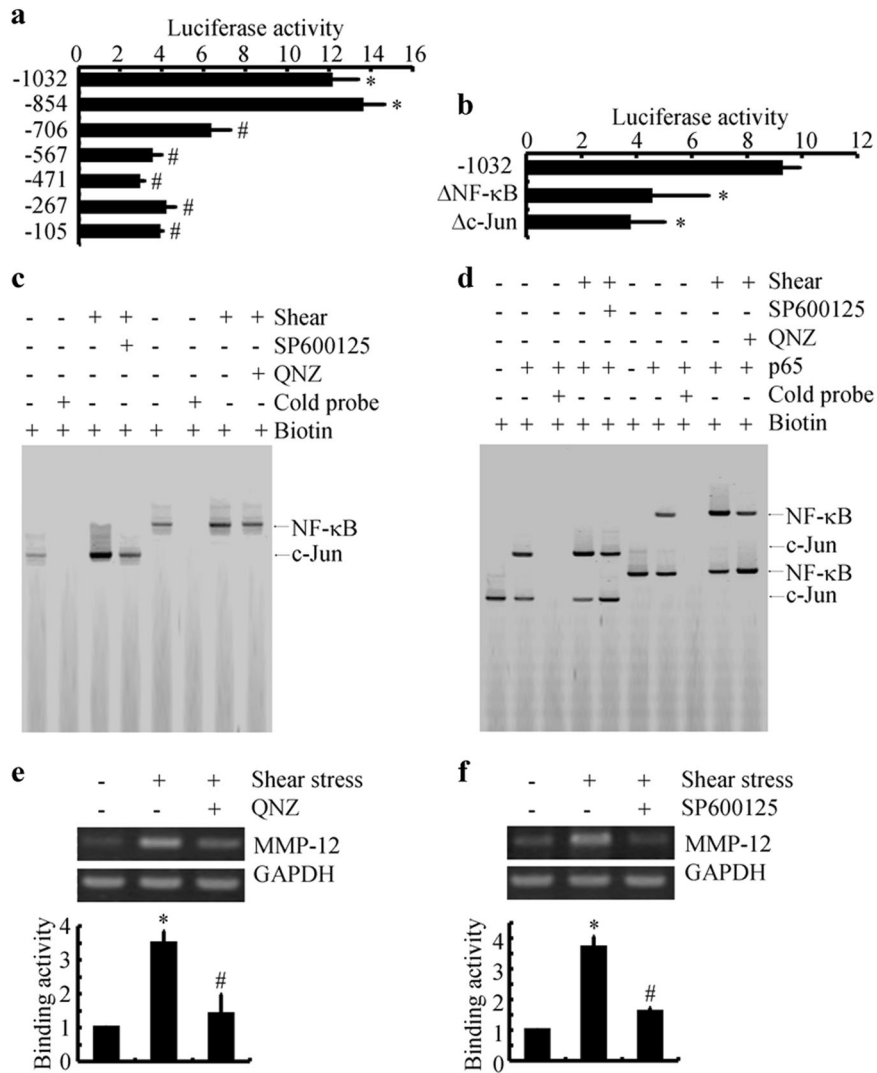 a
Luciferase activity
0 2 4 6 8 10 12 14 16
-1032 *
-854 *
-706 #
-567 #
-471 #
-267 #
-105 #
b
Luciferase activity
0 2 4 6 8 10 12
-1032
ΔNF-κB *
Δc-Jun *
c
- - + + - - + + Shear
- - - + - - - - SP600125
- - - - - - - + QNZ
- + - - - + - - Cold probe
+ + + + + + + + Biotin
NF-κB
c-Jun
d
- - - + + - - - + + Shear
- - - - + - - - - - SP600125
- - - - - - - - - + QNZ
- + + + + - + + + + p65
- - + - - - - + - - Cold probe
+ + + + + + + + + + Biotin
NF-κB
c-Jun
NF-κB
c-Jun
e
- + + Shear stress
- - + QNZ
MMP-12
GAPDH
Binding activity
4
3
2
1
0
*
#
f
- + + Shear stress
- - + SP600125
MMP-12
GAPDH
Binding activity
4
3
2
1
0
*
#